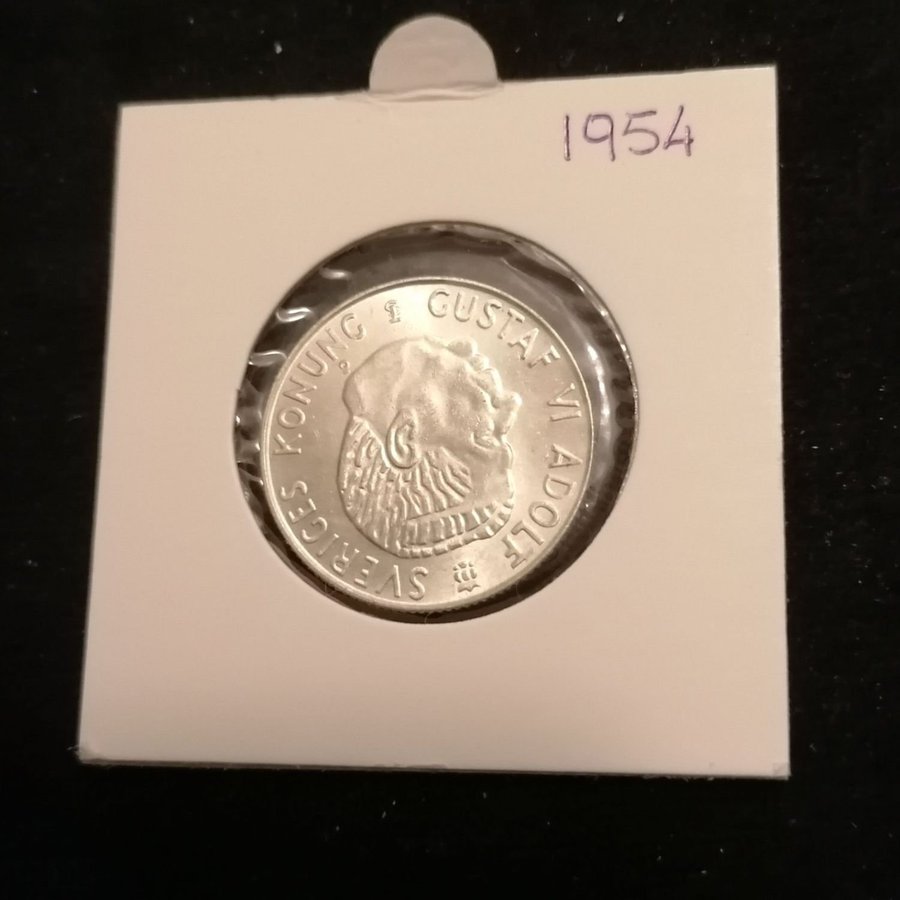 1954
GUSTAF VI ADOLF
SVERIGES KONUNG